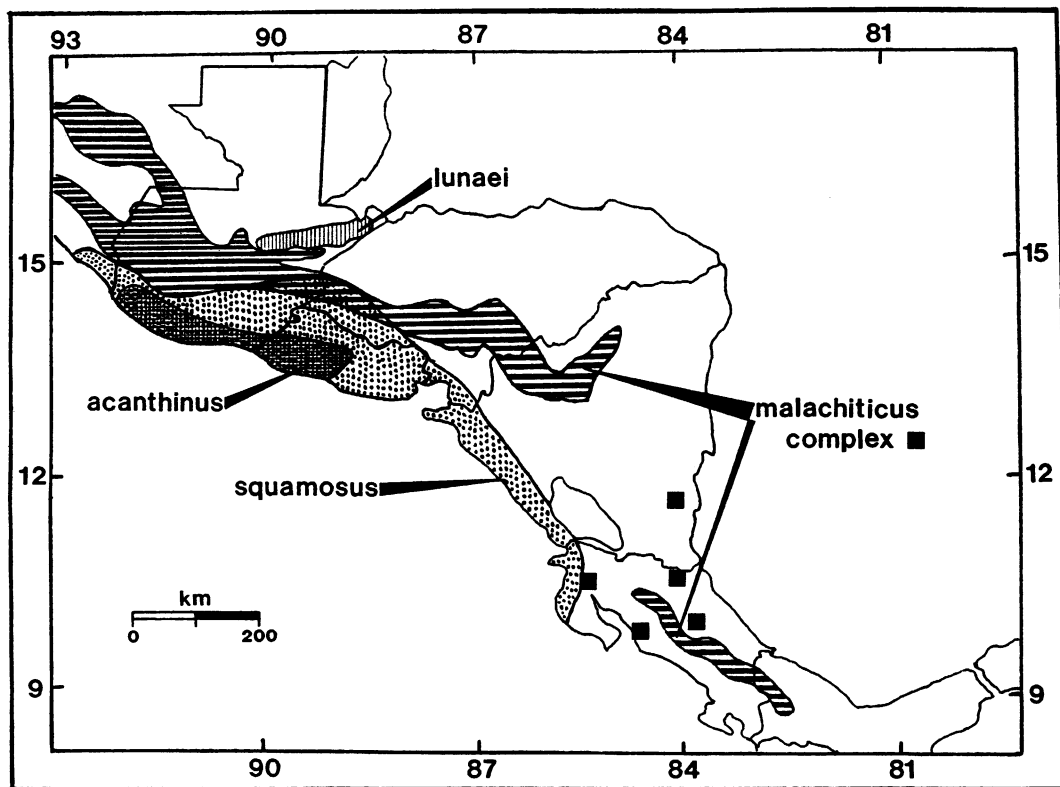 93 90 87 84 81
lunaei
15 15
acanthinus
malachiticus
complex
12 12
squamosus
km
0 200
9 9
90 87 84 81